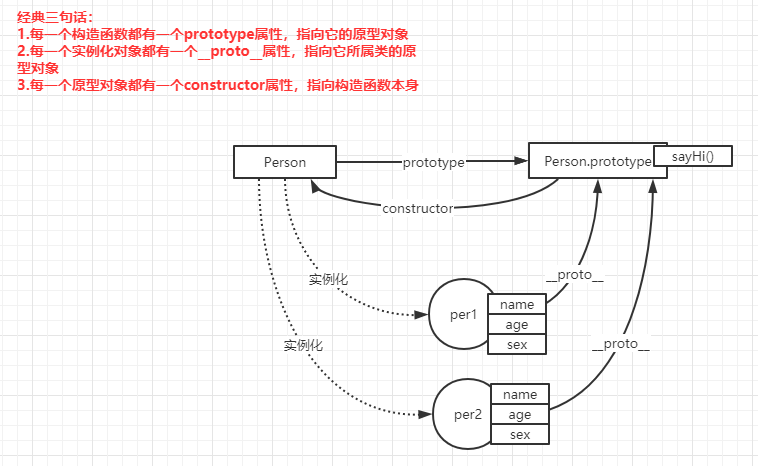 经典三句话：
1.每一个构造函数都有一个prototype属性，指向它的原型对象
2.每一个实例化对象都有一个__proto__属性，指向它所属类的原
型对象
3.每一个原型对象都有一个constructor属性，指向构造函数本身
Person
prototype
Person.prototype
sayHi()
constructor
实例化
__proto__
per1
name
age
sex
实例化
__proto__
per2
name
age
sex